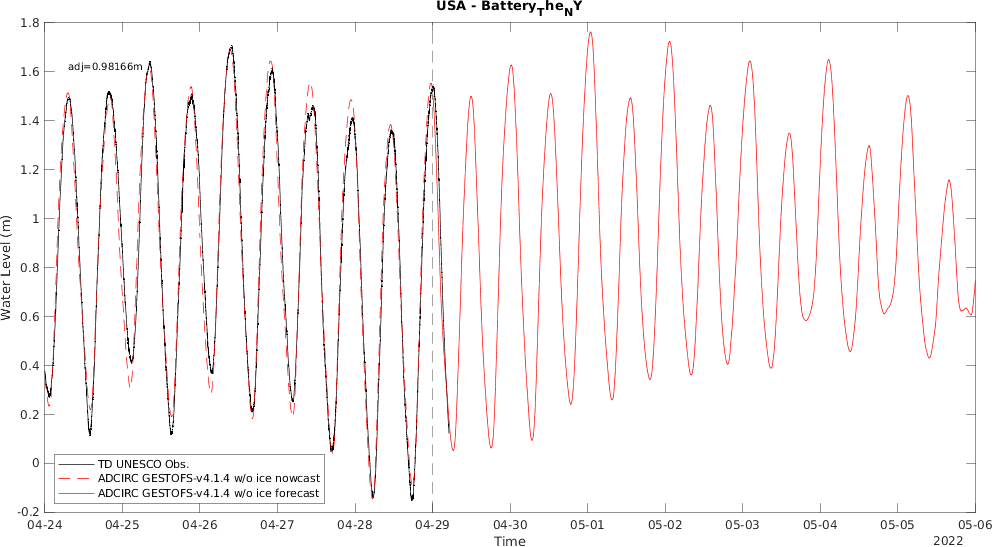 USA - Battery_The_NY
1.8
1.6
1.4
1.2
1
0.8
0.6
0.4
0.2
0
-0.2
Water Level (m)
adj=0.98166m
TD UNESCO Obs.
ADCIRC GESTOFS-v4.1.4 w/o ice nowcast
ADCIRC GESTOFS-v4.1.4 w/o ice forecast
04-24 04-25 04-26 04-27 04-28 04-29 04-30 05-01 05-02 05-03 05-04 05-05 05-06
Time
2022